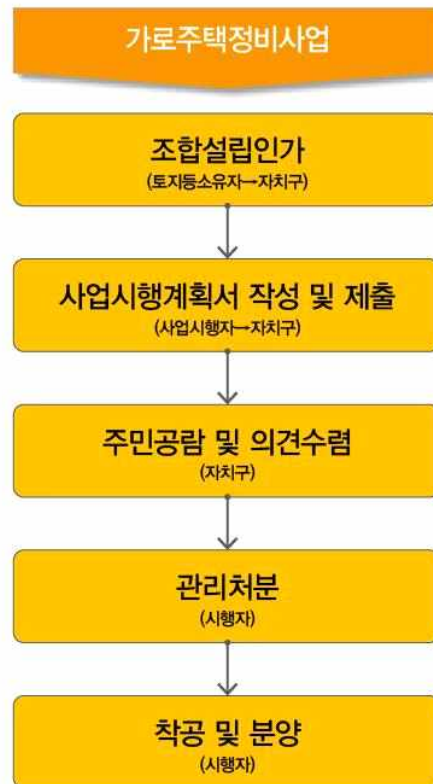 가로주택정비사업
조합설립인가
(토지등소유자→자치구)
사업시행계획서 작성 및 제출
(사업시행자→자치구)
주민공람 및 의견수렴
(자치구)
관리처분
(시행자)
착공 및 분양
(시행자)